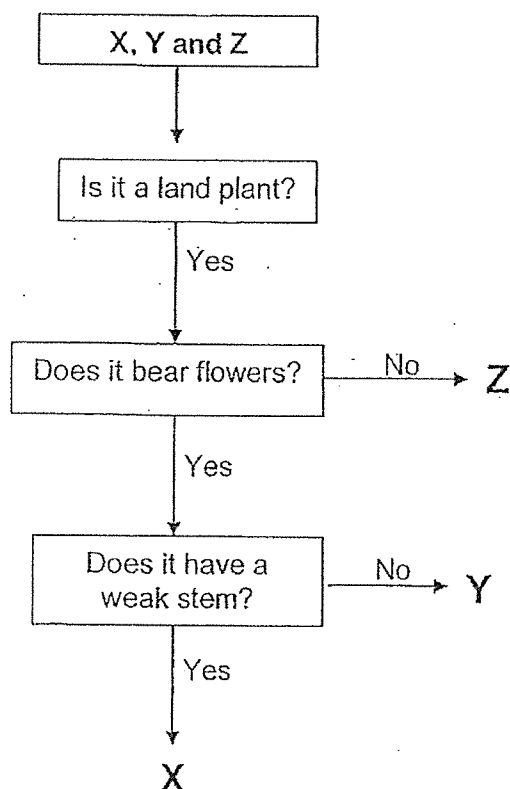 X, Y and Z
Is it a land plant?
Yes
Does it bear flowers?
No
Z
Yes
Does it have a
weak stem?
No
Y
Yes
X